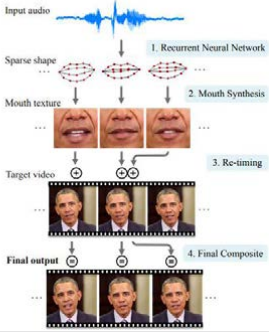 Input audio
1. Recurrent Neural Network
Sparse shape
2. Mouth Synthesis
Mouth texture
3. Re-timing
Target video
4. Final Composite
Final output